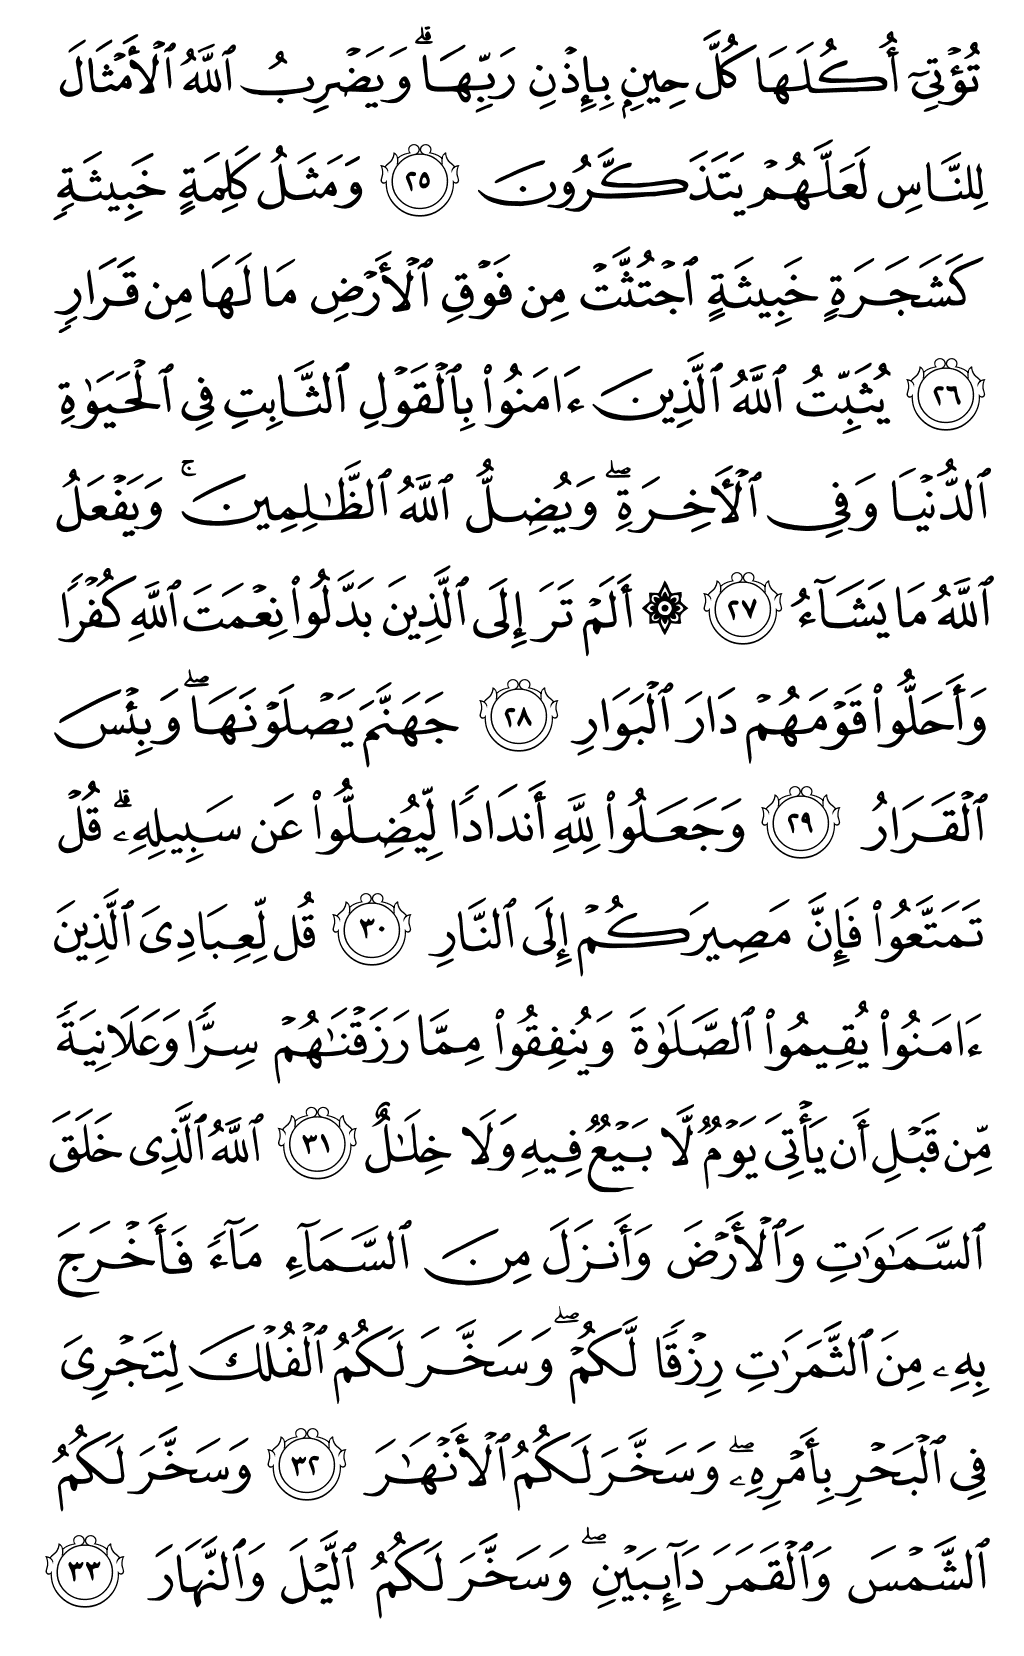 تُؤۡتِيٓ أُكُلَهَا كُلَّ حِينِۭ بِإِذۡنِ رَبِّهَاۗ وَيَضۡرِبُ ٱللَّهُ ٱلۡأَمۡثَالَ
لِلنَّاسِ لَعَلَّهُمۡ يَتَذَكَّرُونَ ٢٥ وَمَثَلُ كَلِمَةٍ خَبِيثَةٖ
كَشَجَرَةٍ خَبِيثَةٍ ٱجۡتُثَّتۡ مِن فَوۡقِ ٱلۡأَرۡضِ مَا لَهَا مِن قَرَارٖ
٢٦ يُثَبِّتُ ٱللَّهُ ٱلَّذِينَ ءَامَنُواْ بِٱلۡقَوۡلِ ٱلثَّابِتِ فِي ٱلۡحَيَوٰةِ
ٱلدُّنۡيَا وَفِي ٱلۡأٓخِرَةِۖ وَيُضِلُّ ٱللَّهُ ٱلظَّٰلِمِينَۚ وَيَفۡعَلُ
ٱللَّهُ مَا يَشَآءُ ٢٧ ۞ أَلَمۡ تَرَ إِلَى ٱلَّذِينَ بَدَّلُواْ نِعۡمَتَ ٱللَّهِ كُفۡرٗا
وَأَحَلُّواْ قَوۡمَهُمۡ دَارَ ٱلۡبَوَارِ ٢٨ جَهَنَّمَ يَصۡلَوۡنَهَاۖ وَبِئۡسَ
ٱلۡقَرَارُ ٢٩ وَجَعَلُواْ لِلَّهِ أَندَادٗا لِّيُضِلُّواْ عَن سَبِيلِهِۦۗ قُلۡ
تَمَتَّعُواْ فَإِنَّ مَصِيرَكُمۡ إِلَى ٱلنَّارِ ٣٠ قُل لِّعِبَادِيَ ٱلَّذِينَ
ءَامَنُواْ يُقِيمُواْ ٱلصَّلَوٰةَ وَيُنفِقُواْ مِمَّا رَزَقۡنَٰهُمۡ سِرّٗا وَعَلَانِيَةٗ
مِّن قَبۡلِ أَن يَأۡتِيَ يَوۡمٞ لَّا بَيۡعٞ فِيهِ وَلَا خِلَٰلٌ ٣١ ٱللَّهُ ٱلَّذِي خَلَقَ
ٱلسَّمَٰوَٰتِ وَٱلۡأَرۡضَ وَأَنزَلَ مِنَ ٱلسَّمَآءِ مَآءٗ فَأَخۡرَجَ
بِهِۦ مِنَ ٱلثَّمَرَٰتِ رِزۡقٗا لَّكُمۡۖ وَسَخَّرَ لَكُمُ ٱلۡفُلۡكَ لِتَجۡرِيَ
فِي ٱلۡبَحۡرِ بِأَمۡرِهِۦۖ وَسَخَّرَ لَكُمُ ٱلۡأَنۡهَٰرَ ٣٢ وَسَخَّرَ لَكُمُ
ٱلشَّمۡسَ وَٱلۡقَمَرَ دَآئِبَيۡنِۖ وَسَخَّرَ لَكُمُ ٱلَّيۡلَ وَٱلنَّهَارَ ٣٣